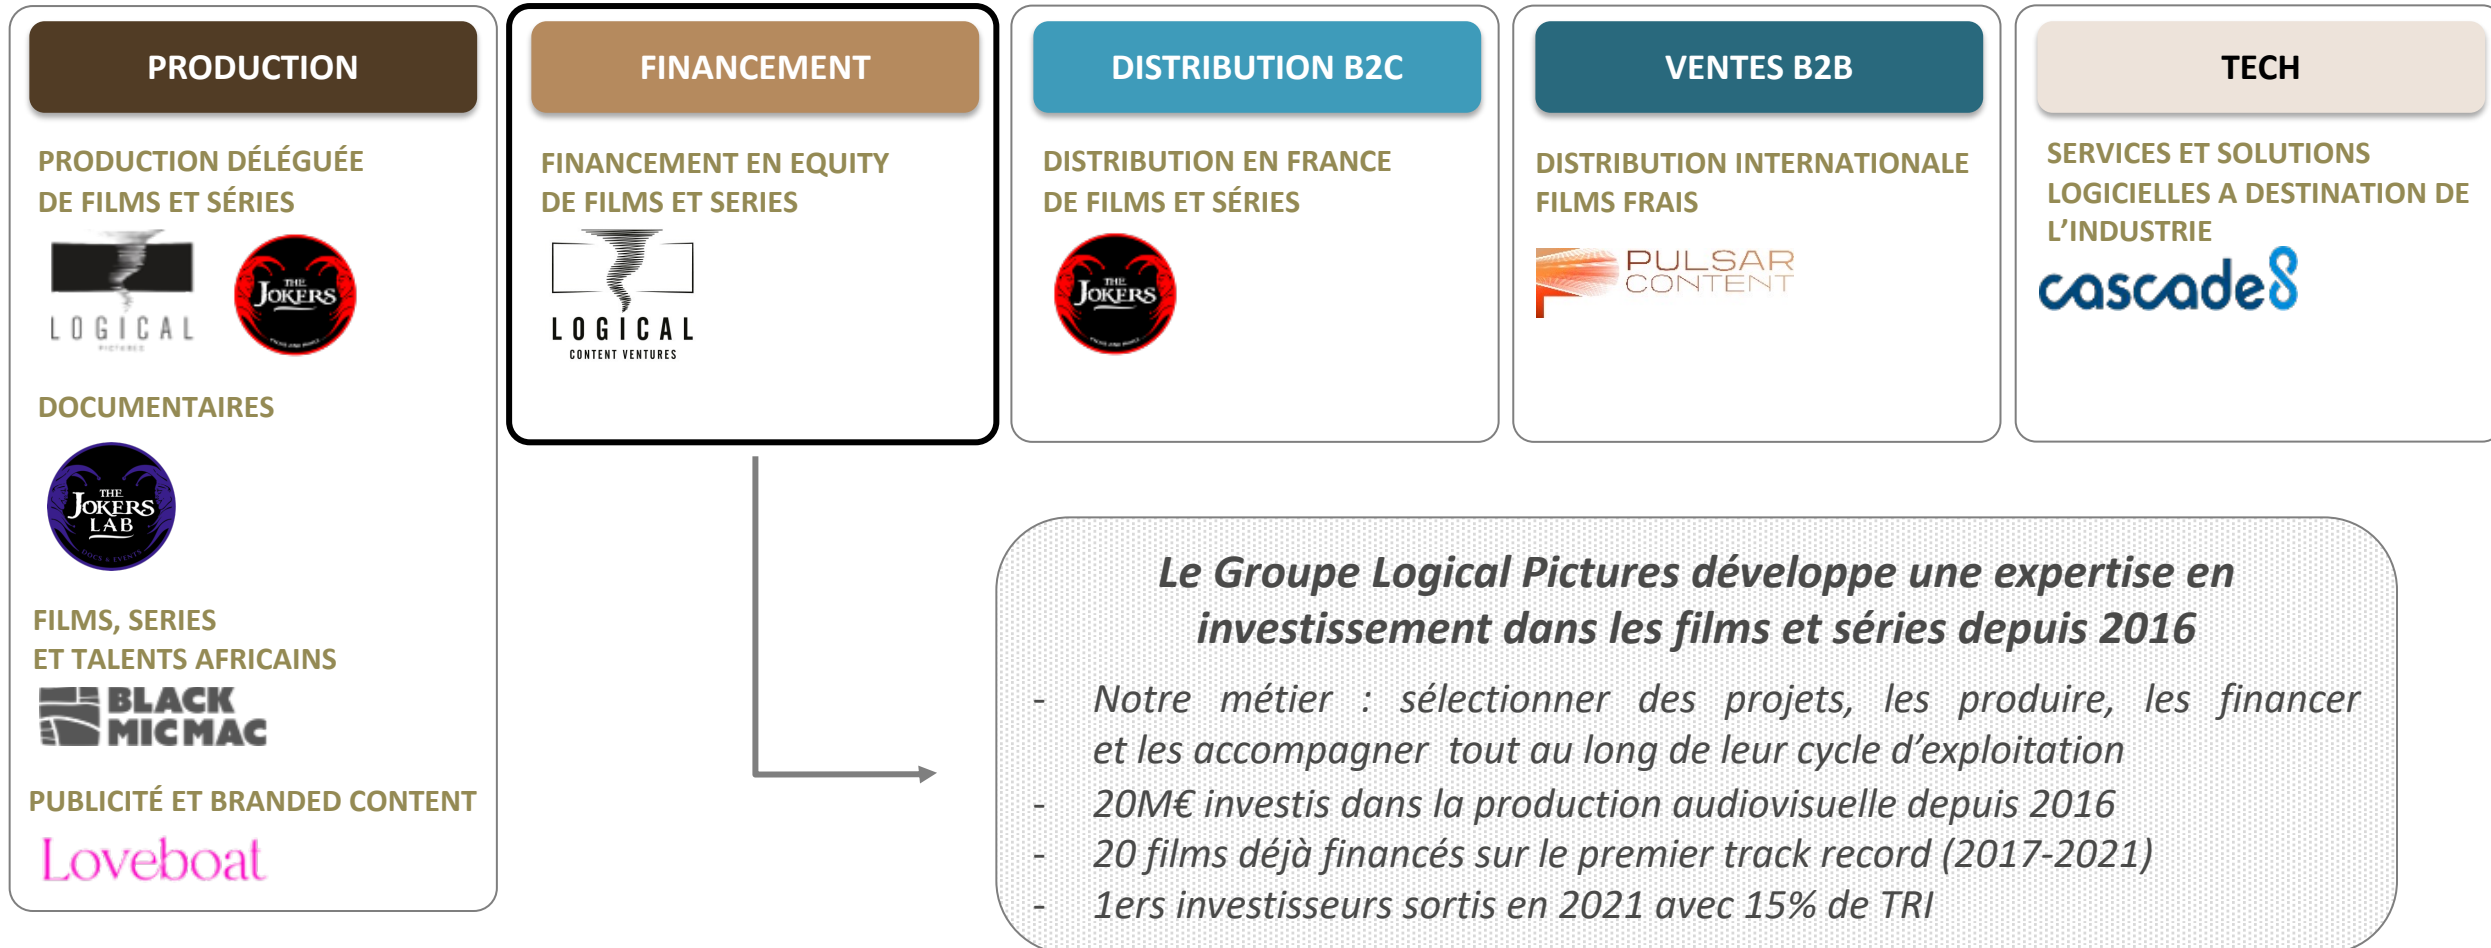 PRODUCTION
PRODUCTION DÉLÉGUÉE
DE FILMS ET SÉRIES
LOGICAL
PICTURES
THE
JOKERS
DOCUMENTAIRES
THE
JOKERS
LAB
DOCS & EVENTS
FILMS, SERIES
ET TALENTS AFRICAINS
BLACK
MICMAC
PUBLICITÉ ET BRANDED CONTENT
Loveboat
FINANCEMENT
FINANCEMENT EN EQUITY
DE FILMS ET SERIES
LOGICAL
CONTENT VENTURES
DISTRIBUTION B2C
DISTRIBUTION EN FRANCE
DE FILMS ET SÉRIES
THE
JOKERS
VENTES B2B
DISTRIBUTION INTERNATIONALE
FILMS FRAIS
PULSAR
CONTENT
TECH
SERVICES ET SOLUTIONS
LOGICIELLES A DESTINATION DE
L’INDUSTRIE
cascade8
Le Groupe Logical Pictures développe une expertise en
investissement dans les films et séries depuis 2016
- Notre métier : sélectionner des projets, les produire, les financer
et les accompagner tout au long de leur cycle d’exploitation
- 20M€ investis dans la production audiovisuelle depuis 2016
- 20 films déjà financés sur le premier track record (2017-2021)
- 1ers investisseurs sortis en 2021 avec 15% de TRI